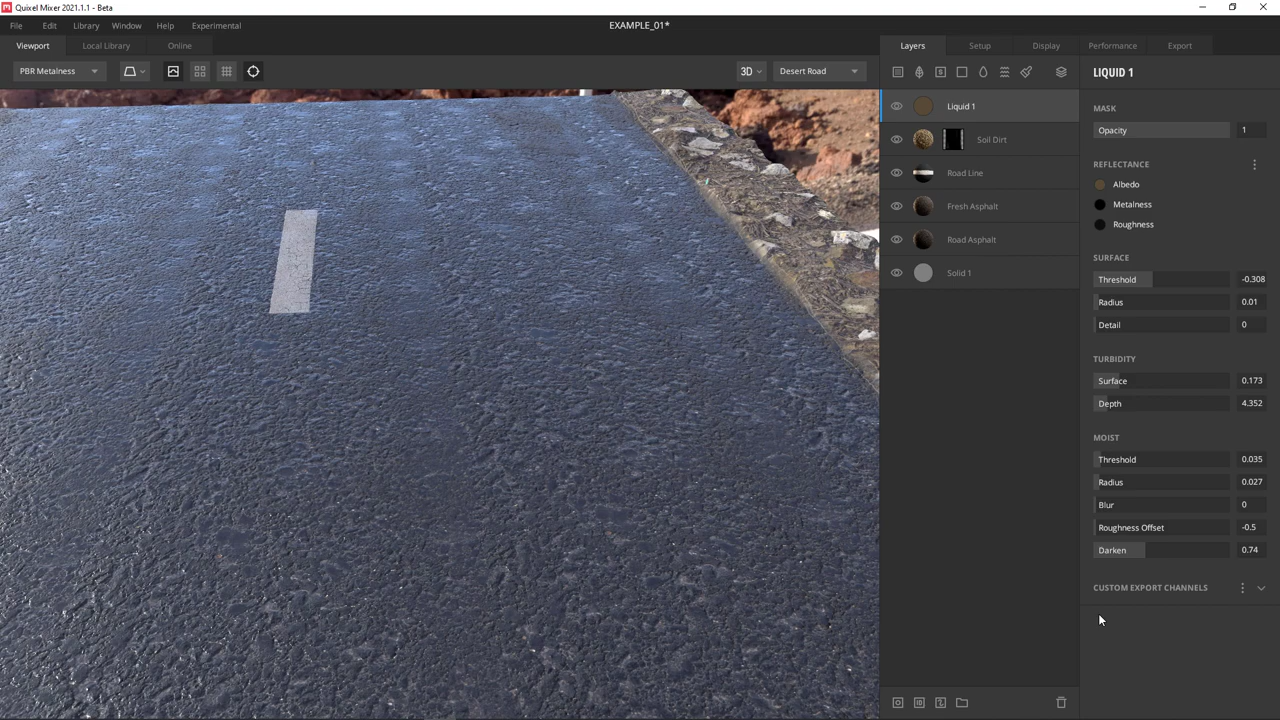 Quixel Mixer 2021.1.1 - Beta
File Edit Library Window Help Experimental
EXAMPLE_01*
Viewport Local Library Online
Layers Setup Display Performance Export
PBR Metalness
3D Desert Road
LIQUID 1
Liquid 1
Soil Dirt
Road Line
Fresh Asphalt
Road Asphalt
Solid 1
MASK
Opacity 1
REFLECTANCE
Albedo
Metalness
Roughness
SURFACE
Threshold -0.308
Radius 0.01
Detail 0
TURBIDITY
Surface 0.173
Depth 4.352
MOIST
Threshold 0.035
Radius 0.027
Blur 0
Roughness Offset -0.5
Darken 0.74
CUSTOM EXPORT CHANNELS